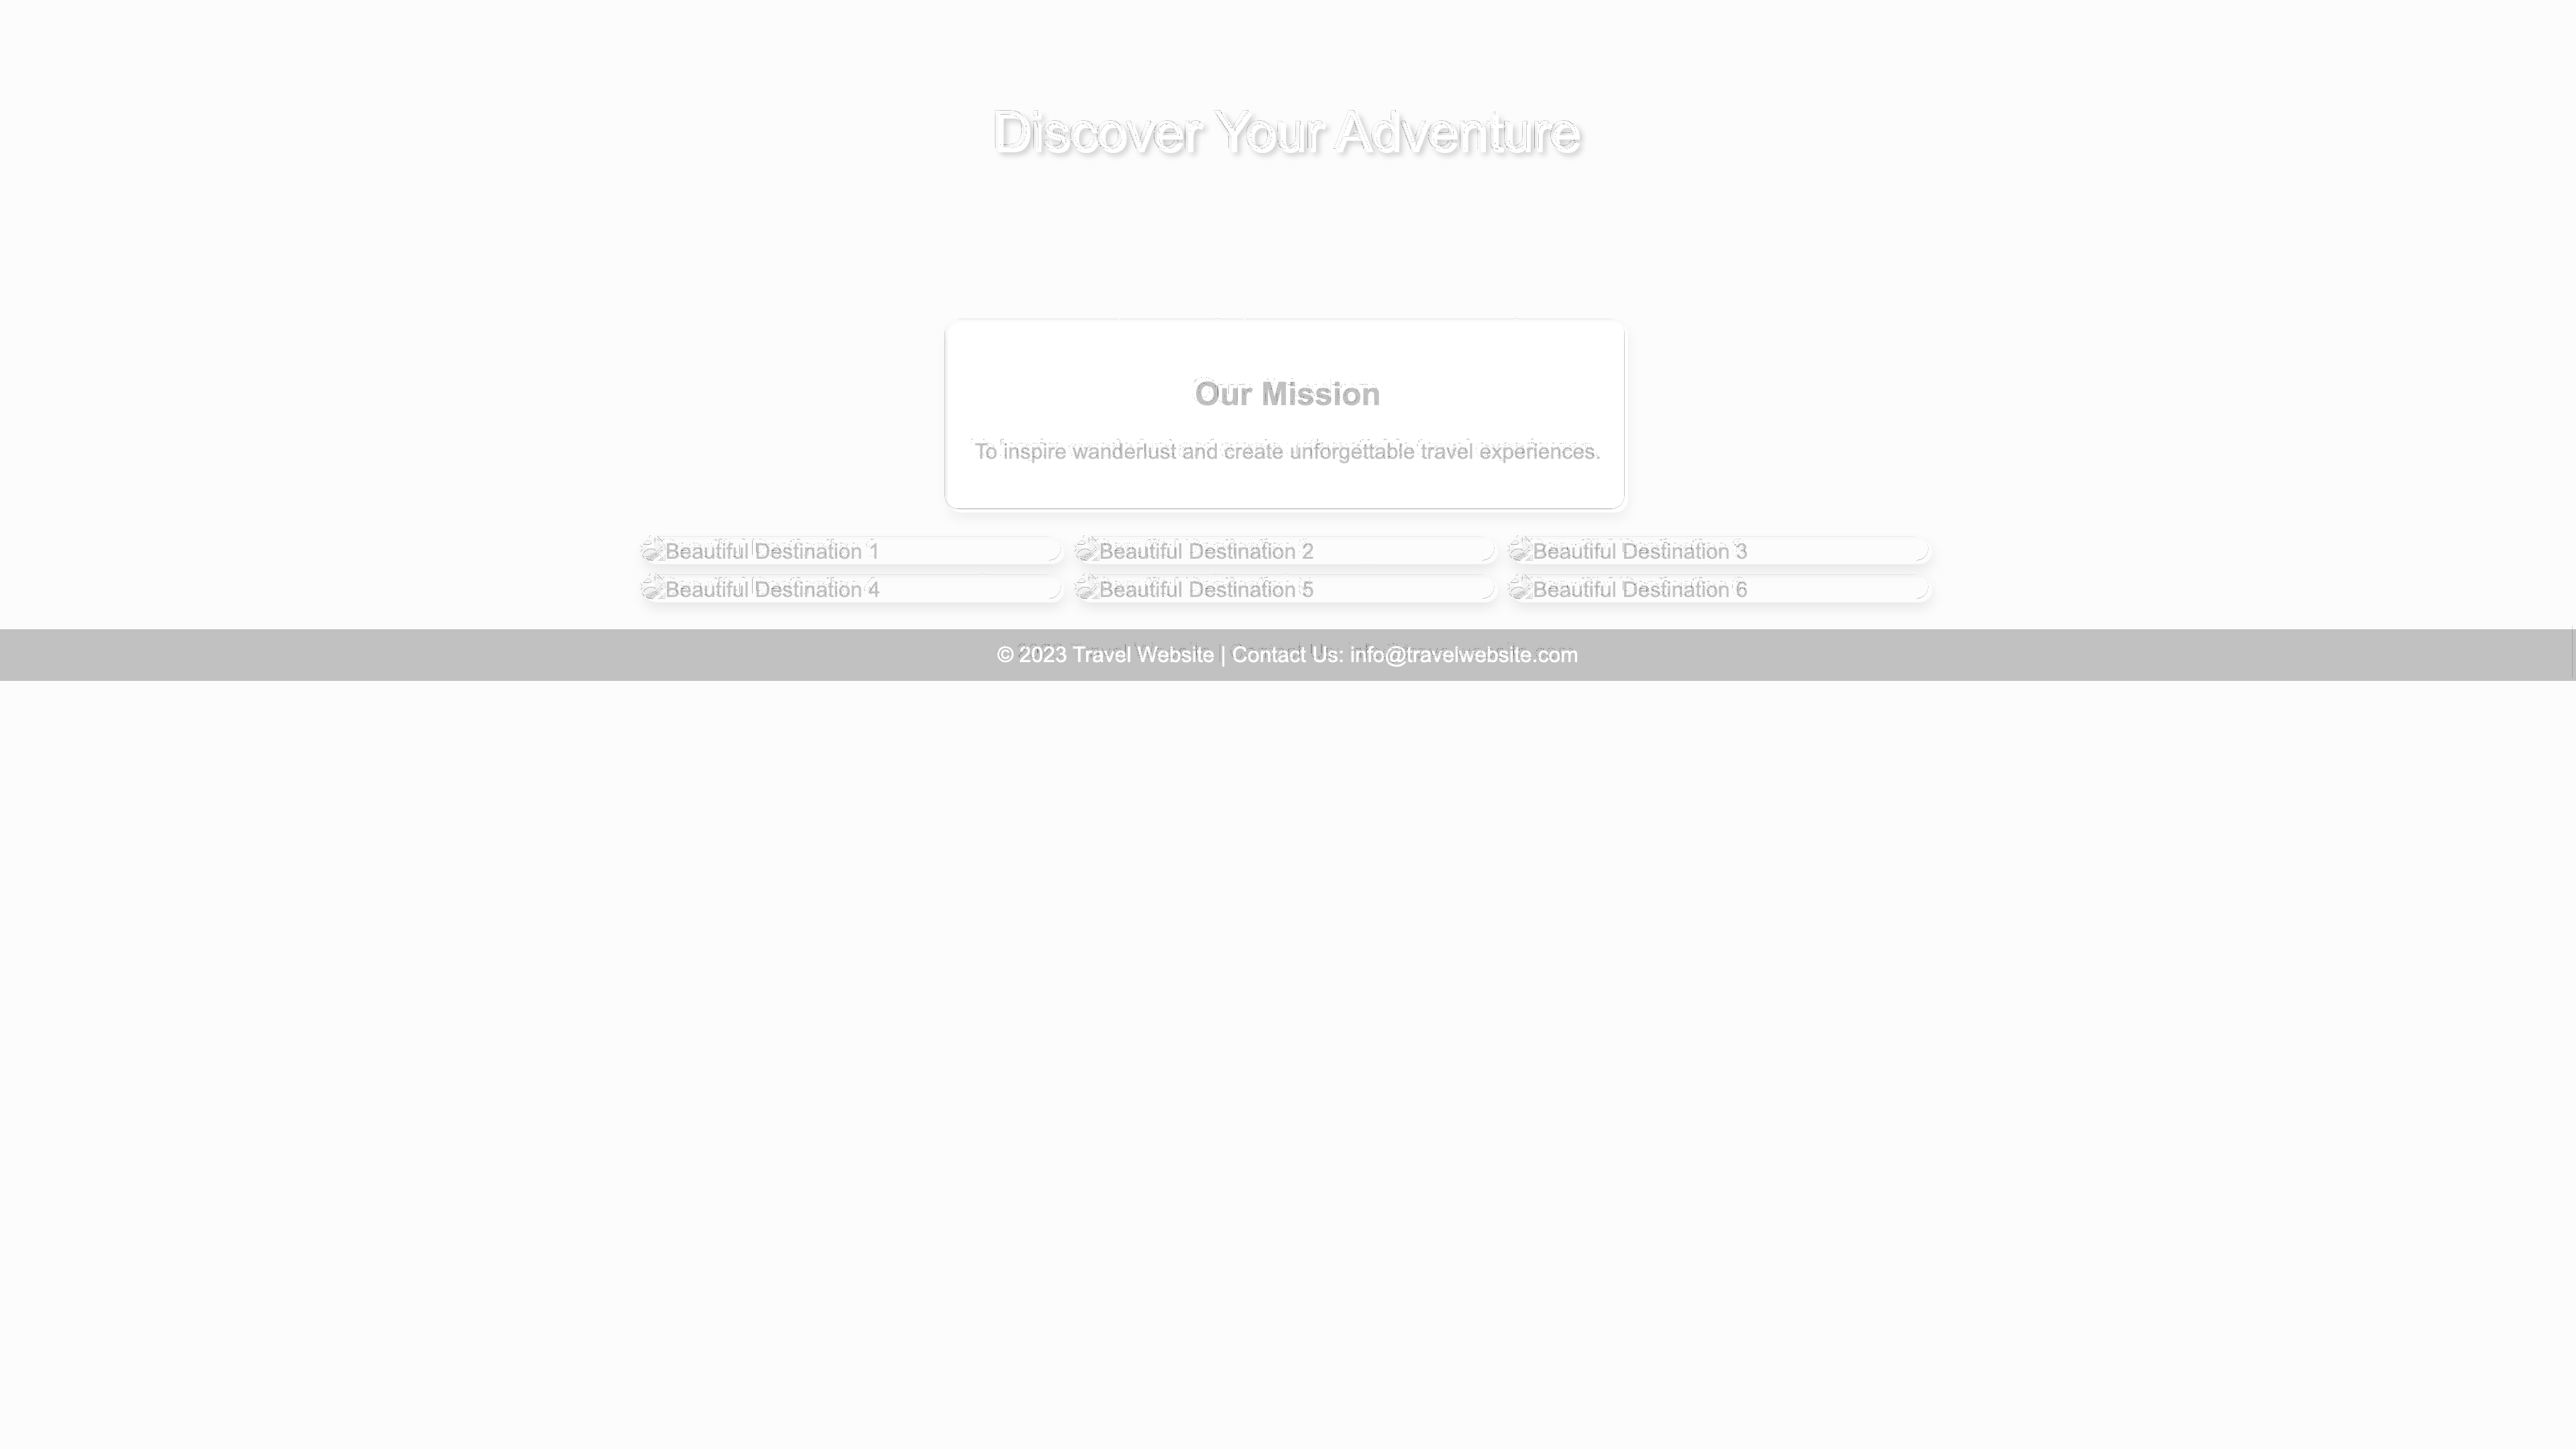 Discover Your Adventure
Our Mission
To inspire wanderlust and create unforgettable travel experiences.
Beautiful Destination 1
Beautiful Destination 2
Beautiful Destination 3
Beautiful Destination 4
Beautiful Destination 5
Beautiful Destination 6
© 2023 Travel Website | Contact Us: info@travelwebsite.com